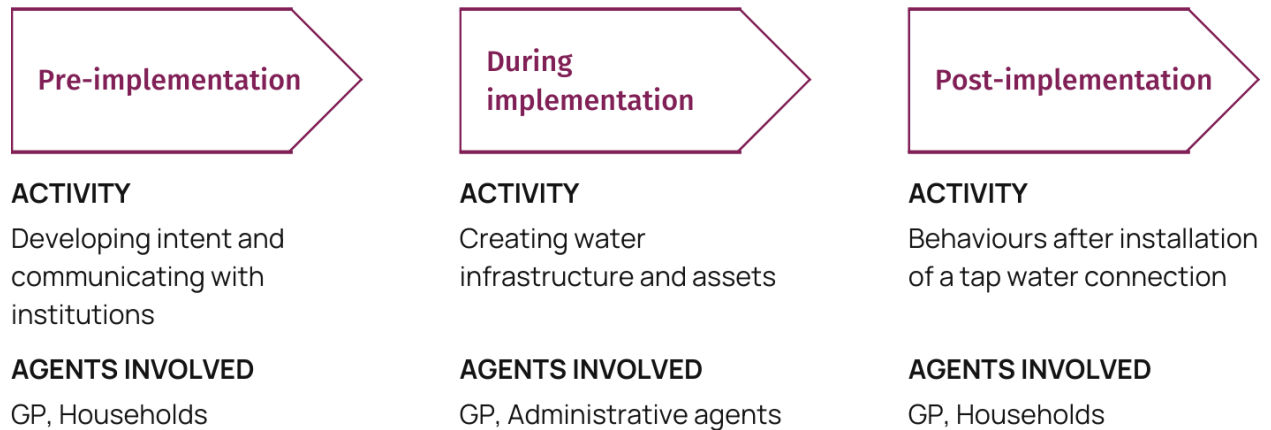 Pre-implementation
ACTIVITY
Developing intent and
communicating with
institutions
AGENTS INVOLVED
GP, Households
During
implementation
ACTIVITY
Creating water
infrastructure and assets
AGENTS INVOLVED
GP, Administrative agents
Post-implementation
ACTIVITY
Behaviours after installation
of a tap water connection
AGENTS INVOLVED
GP, Households